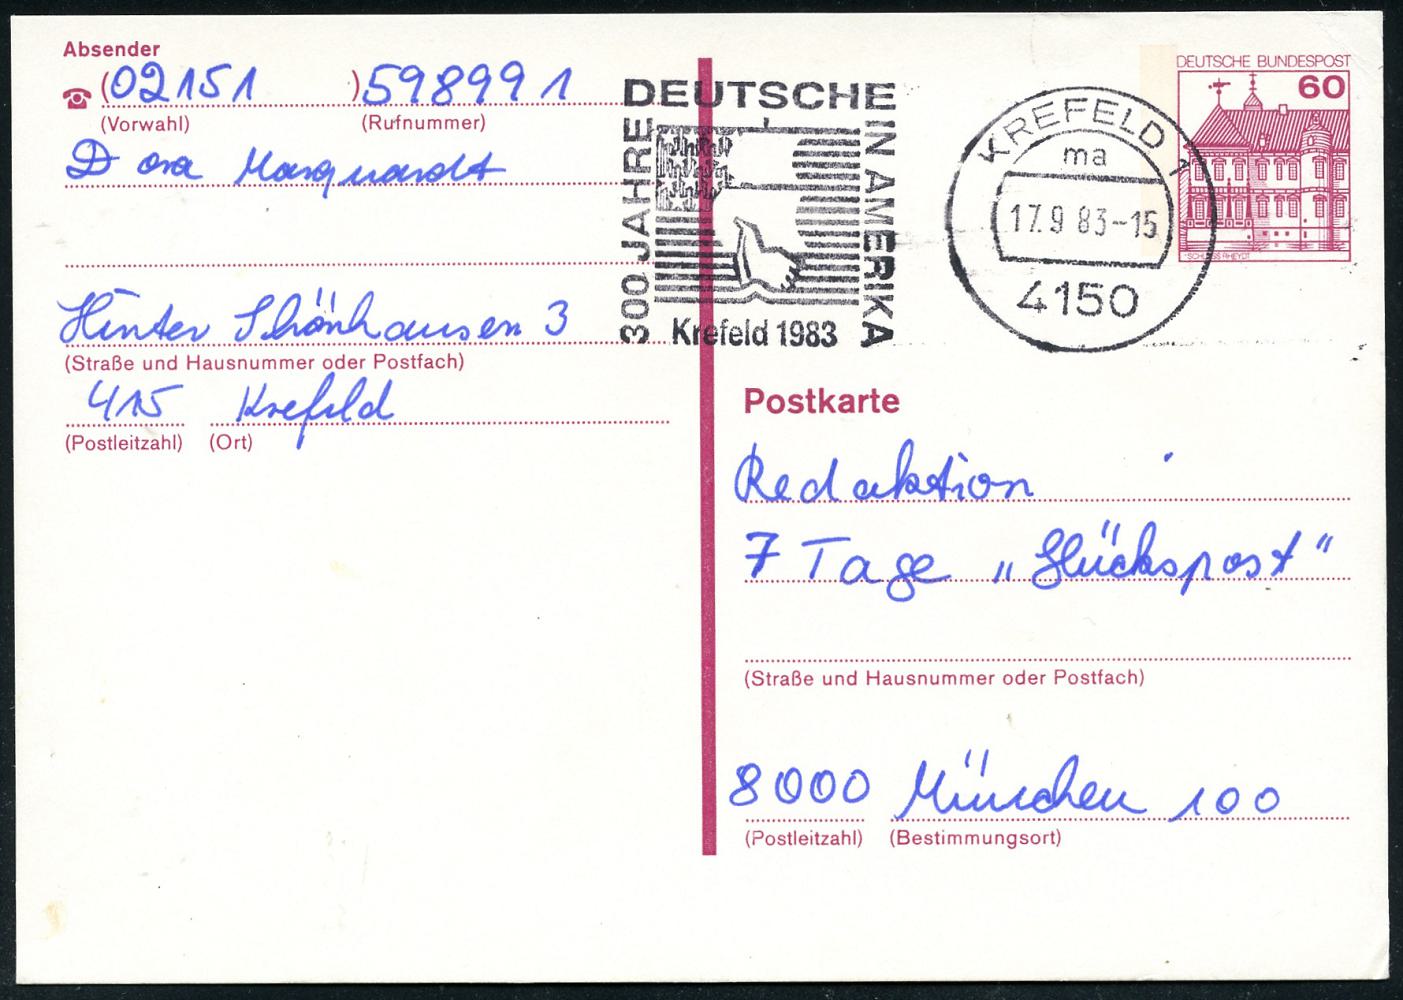 Absender
(02151 )598991
(Vorwahl) (Rufnummer)
Dora Marquardt
Hinter Schönhausen 3
(Straße und Hausnummer oder Postfach)
415 Krefeld
(Postleitzahl) (Ort)
DEUTSCHE
300 JAHRE
IN AMERIKA
Krefeld 1983
KREFELD 1
ma
17.9 83-15
4150
DEUTSCHE BUNDESPOST
60
SCHLOSS RHEYDT
Postkarte
Redaktion
7 Tage „Glückspost"
(Straße und Hausnummer oder Postfach)
8000 München 100
(Postleitzahl) (Bestimmungsort)